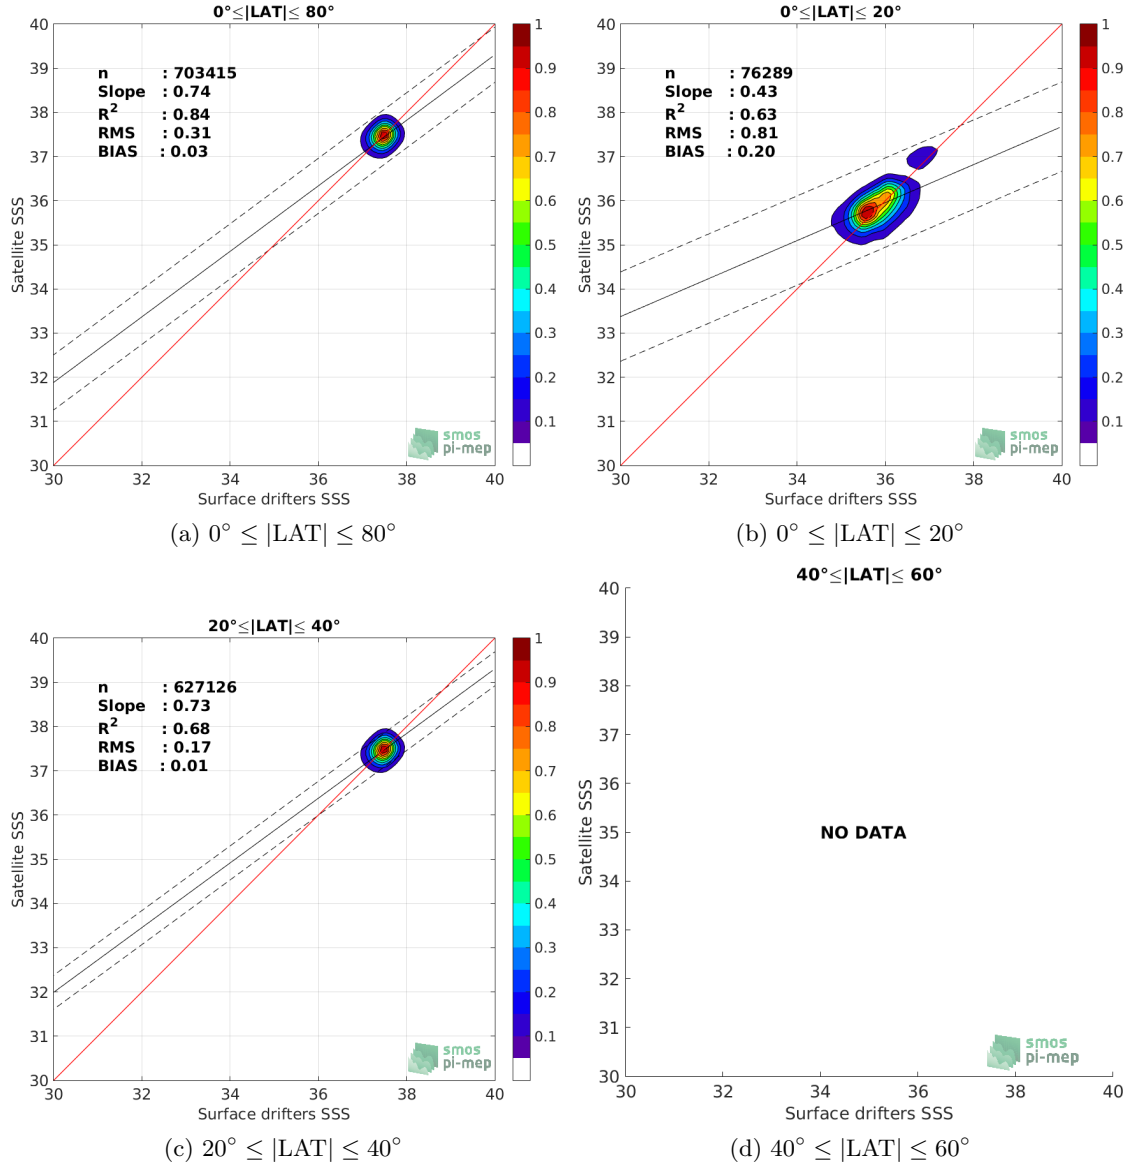 0°≤|LAT|≤ 80°
n : 703415
Slope : 0.74
R² : 0.84
RMS : 0.31
BIAS : 0.03
40
39
38
37
36
35
34
33
32
31
30
30 32 34 36 38 40
Satellite SSS
Surface drifters SSS
1
0.9
0.8
0.7
0.6
0.5
0.4
0.3
0.2
0.1
smos
pi-mep
(a) 0° ≤ |LAT| ≤ 80°
0°≤|LAT|≤ 20°
n : 76289
Slope : 0.43
R² : 0.63
RMS : 0.81
BIAS : 0.20
40
39
38
37
36
35
34
33
32
31
30
30 32 34 36 38 40
Satellite SSS
Surface drifters SSS
1
0.9
0.8
0.7
0.6
0.5
0.4
0.3
0.2
0.1
smos
pi-mep
(b) 0° ≤ |LAT| ≤ 20°
20°≤|LAT|≤ 40°
n : 627126
Slope : 0.73
R² : 0.68
RMS : 0.17
BIAS : 0.01
40
39
38
37
36
35
34
33
32
31
30
30 32 34 36 38 40
Satellite SSS
Surface drifters SSS
1
0.9
0.8
0.7
0.6
0.5
0.4
0.3
0.2
0.1
smos
pi-mep
(c) 20° ≤ |LAT| ≤ 40°
40°≤|LAT|≤ 60°
40
39
38
37
36
35
34
33
32
31
30
30 32 34 36 38 40
Satellite SSS
NO DATA
Surface drifters SSS
smos
pi-mep
(d) 40° ≤ |LAT| ≤ 60°